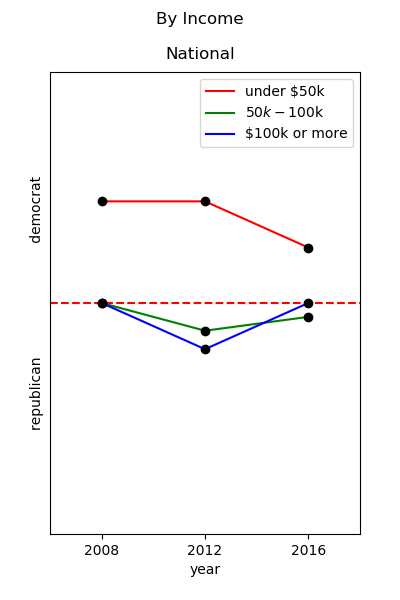 By Income
National
under $50k
50k − 100k
$100k or more
democrat
republican
2008 2012 2016
year